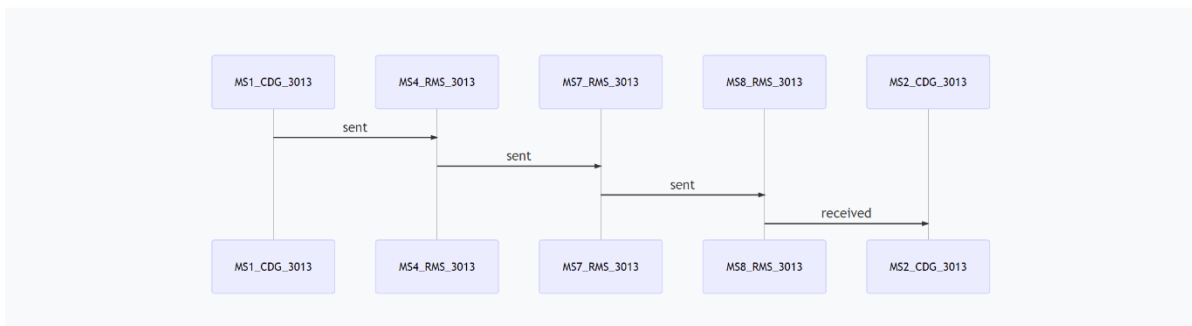 MS1_CDG_3013 MS4_RMS_3013 MS7_RMS_3013 MS8_RMS_3013 MS2_CDG_3013
sent
sent
sent
received
MS1_CDG_3013 MS4_RMS_3013 MS7_RMS_3013 MS8_RMS_3013 MS2_CDG_3013